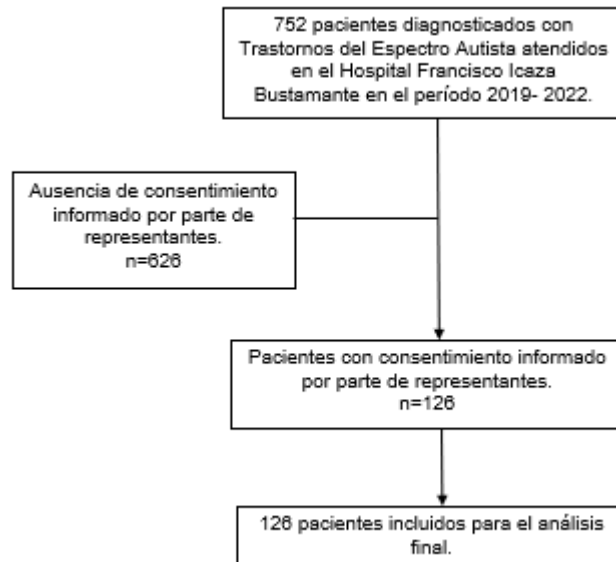 752 pacientes diagnosticados con
Trastornos del Espectro Autista atendidos
en el Hospital Francisco Icaza
Bustamante en el período 2019- 2022.
Ausencia de consentimiento
informado por parte de
representantes.
n=626
Pacientes con consentimiento informado
por parte de representantes.
n=126
126 pacientes incluidos para el análisis
final.